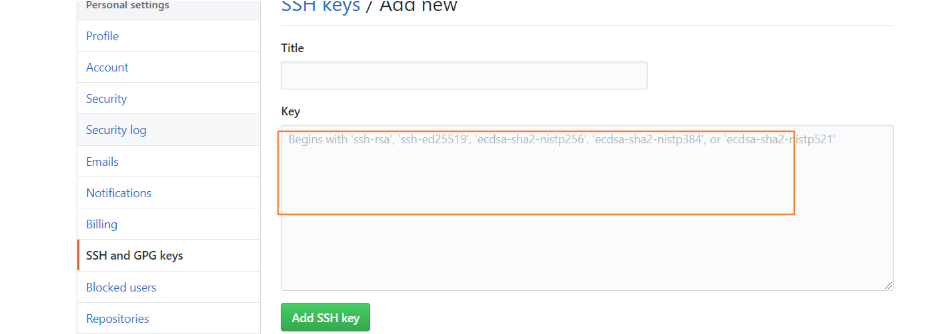 Personal settings
Profile
Account
Security
Security log
Emails
Notifications
Billing
SSH and GPG keys
Blocked users
Repositories
SSH keys / Add new
Title
Key
Begins with 'ssh-rsa', 'ssh-ed25519', 'ecdsa-sha2-nistp256', 'ecdsa-sha2-nistp384', or 'ecdsa-sha2-nistp521'
Add SSH key